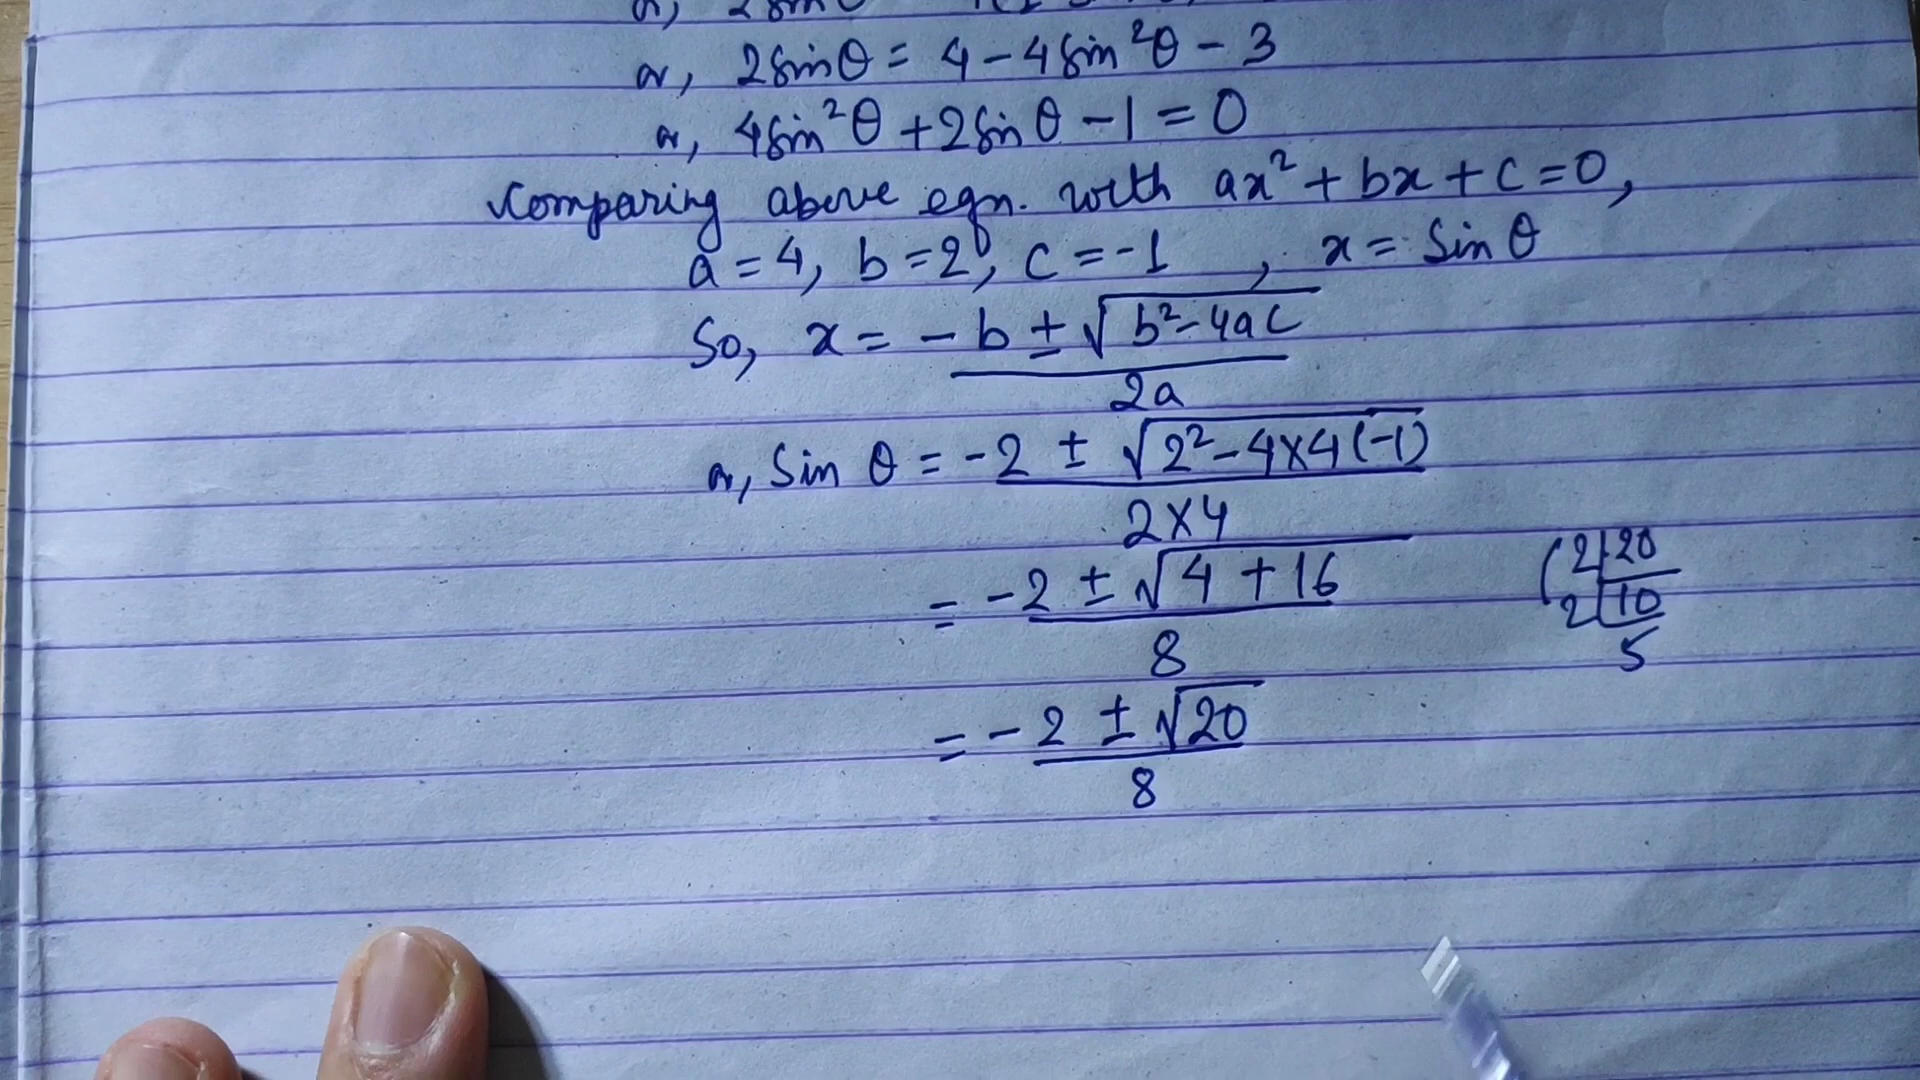 or, 2sinθ = 4 - 4sin²θ - 3
or, 4sin²θ + 2sinθ - 1 = 0
Comparing above eqn. with ax² + bx + c = 0,
a = 4, b = 2, c = -1 , x = Sin θ
So, x = -b ± √b² - 4ac
2a
or, Sin θ = -2 ± √2² - 4×4(-1)
2×4
= -2 ± √4 + 16
8
(2|20
2|10
5
= -2 ± √20
8